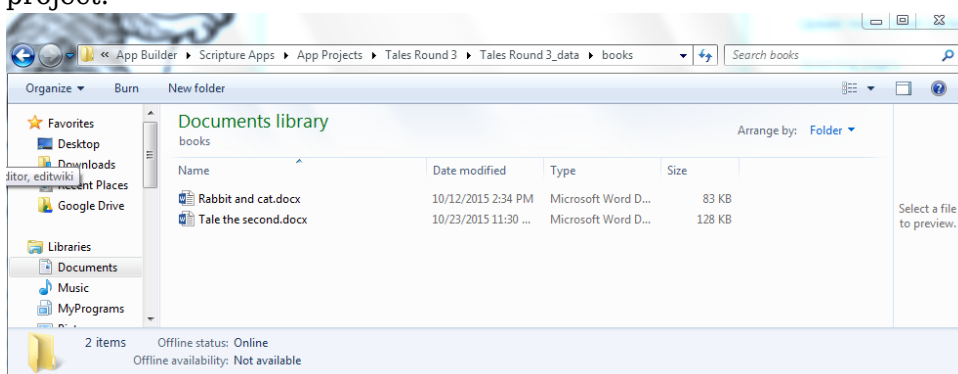 project.
« App Builder ▸ Scripture Apps ▸ App Projects ▸ Tales Round 3 ▸ Tales Round 3_data ▸ books
Search books
Organize ▾ Burn New folder
Favorites
Desktop
Downloads
ditor, editwiki
Recent Places
Google Drive
Libraries
Documents
Music
MyPrograms
Documents library
books
Arrange by: Folder ▾
Name Date modified Type Size
Rabbit and cat.docx 10/12/2015 2:34 PM Microsoft Word D... 83 KB
Tale the second.docx 10/23/2015 11:30 ... Microsoft Word D... 128 KB
Select a file
to preview.
2 items Offline status: Online
Offline availability: Not available